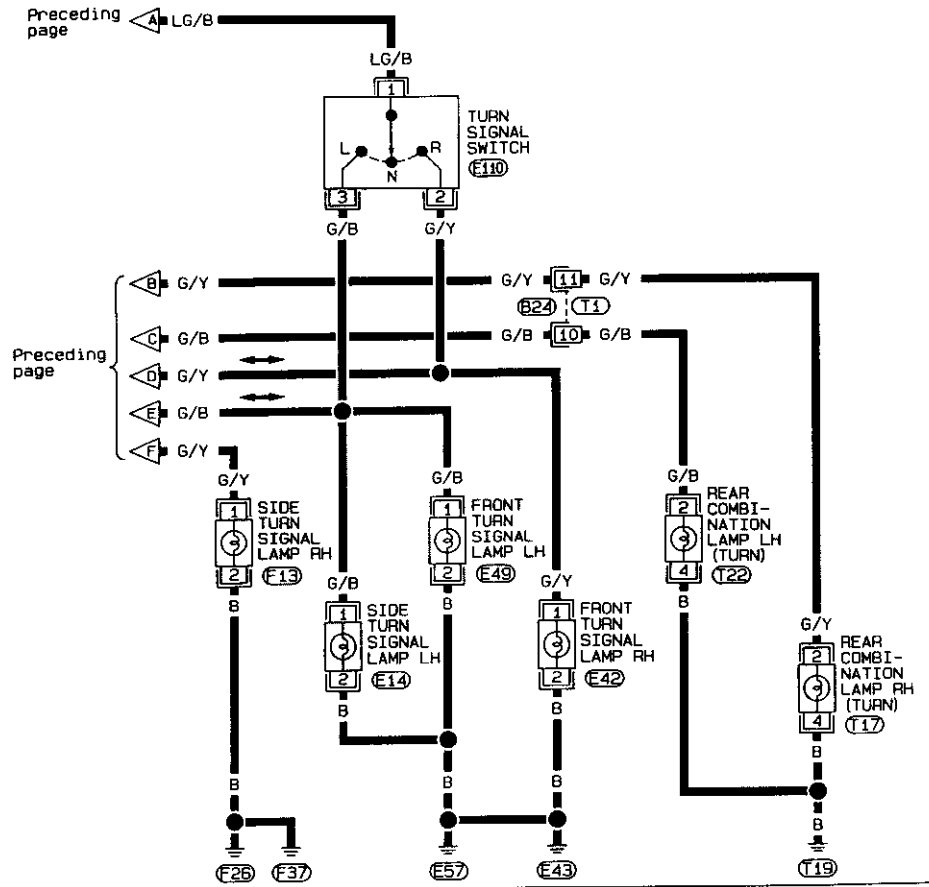 Preceding
page
A LG/B
LG/B
1
TURN
SIGNAL
SWITCH
E110
L
N
R
3
2
G/B
G/Y
B G/Y
G/Y
11
G/Y
B24
T1
C G/B
G/B
10
G/B
Preceding
page
D G/Y
E G/B
F G/Y
G/Y
1
SIDE
TURN
SIGNAL
LAMP RH
2
F13
B
G/B
1
FRONT
TURN
SIGNAL
LAMP LH
2
E49
B
G/B
2
REAR
COMBI-
NATION
LAMP LH
(TURN)
4
T22
B
G/B
1
SIDE
TURN
SIGNAL
LAMP LH
2
E14
B
G/Y
1
FRONT
TURN
SIGNAL
LAMP RH
2
E42
B
G/Y
2
REAR
COMBI-
NATION
LAMP RH
(TURN)
4
T17
B
B
B
B
B
F26
F37
E57
E43
T19